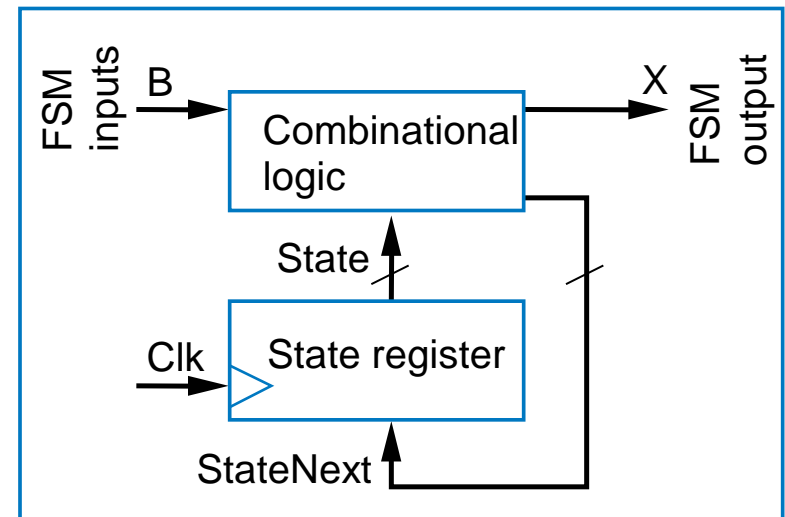 FSM
inputs
B
X
FSM
output
Combinational
logic
State
Clk
State register
StateNext